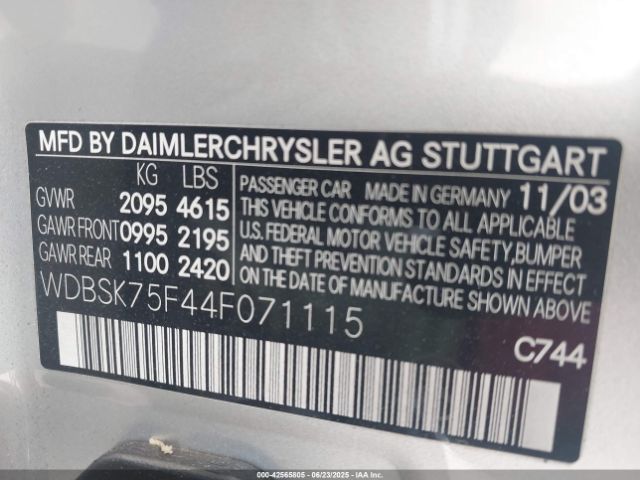 MFD BY DAIMLERCHRYSLER AG STUTTGART
KG LBS
GVWR 2095 4615
GAWR FRONT 0995 2195
GAWR REAR 1100 2420
PASSENGER CAR MADE IN GERMANY 11/03
THIS VEHICLE CONFORMS TO ALL APPLICABLE
U.S. FEDERAL MOTOR VEHICLE SAFETY, BUMPER
AND THEFT PREVENTION STANDARDS IN EFFECT
ON THE DATE OF MANUFACTURE SHOWN ABOVE
WDBSK75F44F071115
C744
000-42565805 - 06/23/2025 - IAA Inc.